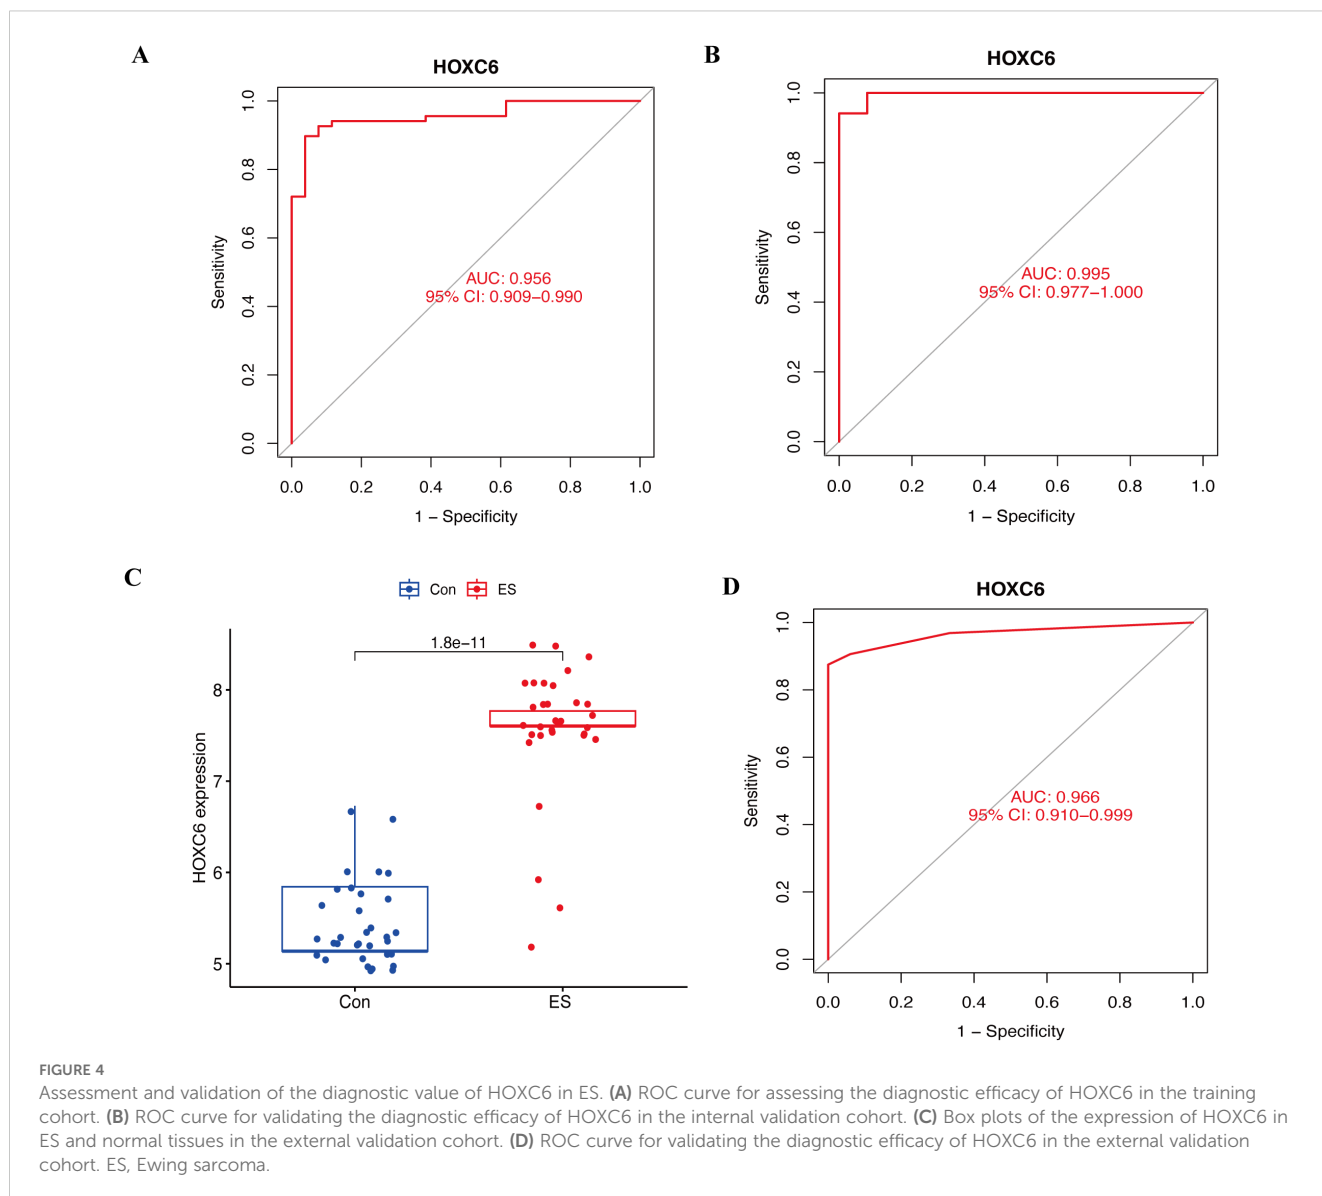 A
HOXC6
Sensitivity
0.0 0.2 0.4 0.6 0.8 1.0
AUC: 0.956
95% CI: 0.909–0.990
0.0 0.2 0.4 0.6 0.8 1.0
1 – Specificity
B
HOXC6
Sensitivity
0.0 0.2 0.4 0.6 0.8 1.0
AUC: 0.995
95% CI: 0.977–1.000
0.0 0.2 0.4 0.6 0.8 1.0
1 – Specificity
C
Con ES
1.8e−11
HOXC6 expression
8
7
6
5
Con ES
D
HOXC6
Sensitivity
0.0 0.2 0.4 0.6 0.8 1.0
AUC: 0.966
95% CI: 0.910–0.999
0.0 0.2 0.4 0.6 0.8 1.0
1 – Specificity
FIGURE 4
Assessment and validation of the diagnostic value of HOXC6 in ES. (A) ROC curve for assessing the diagnostic efficacy of HOXC6 in the training
cohort. (B) ROC curve for validating the diagnostic efficacy of HOXC6 in the internal validation cohort. (C) Box plots of the expression of HOXC6 in
ES and normal tissues in the external validation cohort. (D) ROC curve for validating the diagnostic efficacy of HOXC6 in the external validation
cohort. ES, Ewing sarcoma.